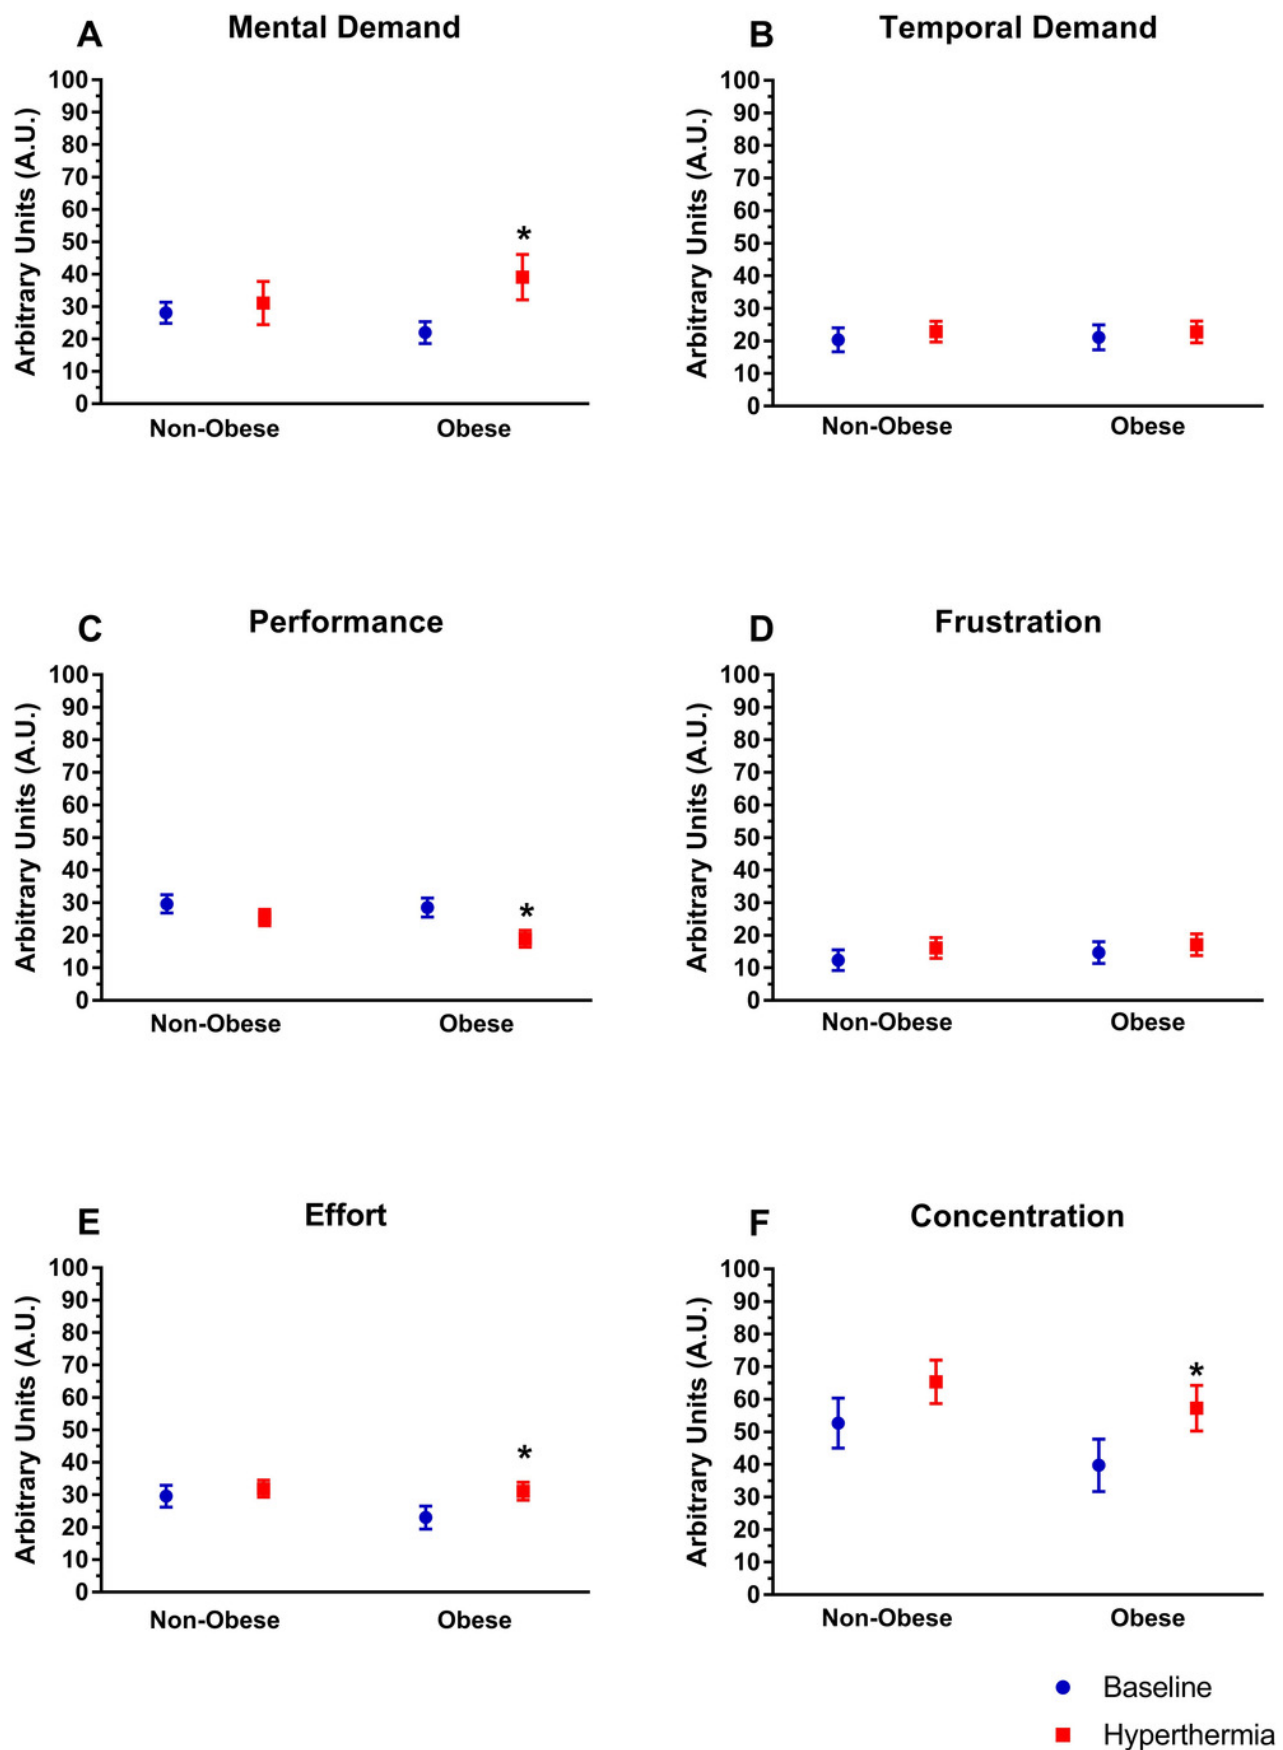 A
Mental Demand
Arbitrary Units (A.U.)
100
90
80
70
60
50
40
30
20
10
0
*
Non-Obese
Obese
B
Temporal Demand
Arbitrary Units (A.U.)
100
90
80
70
60
50
40
30
20
10
0
Non-Obese
Obese
C
Performance
Arbitrary Units (A.U.)
100
90
80
70
60
50
40
30
20
10
0
*
Non-Obese
Obese
D
Frustration
Arbitrary Units (A.U.)
100
90
80
70
60
50
40
30
20
10
0
Non-Obese
Obese
E
Effort
Arbitrary Units (A.U.)
100
90
80
70
60
50
40
30
20
10
0
*
Non-Obese
Obese
F
Concentration
Arbitrary Units (A.U.)
100
90
80
70
60
50
40
30
20
10
0
*
Non-Obese
Obese
Baseline
Hyperthermia